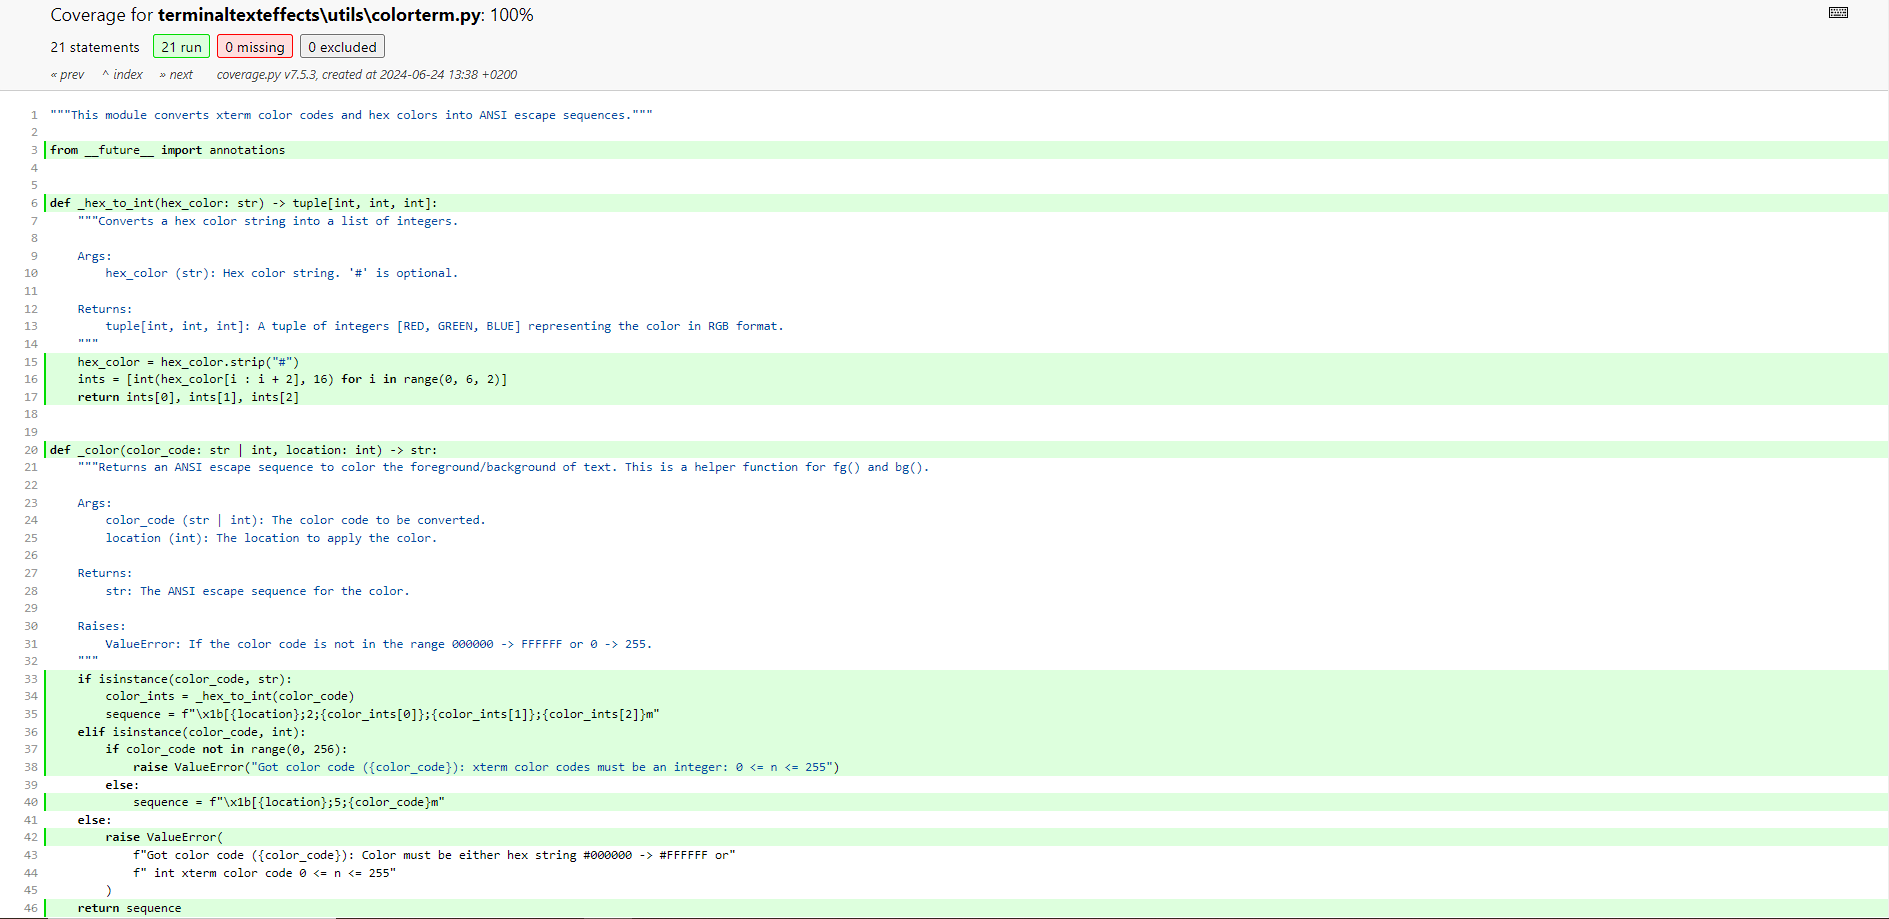 Coverage for terminaltexteffects\utils\colorterm.py: 100%
21 statements 21 run 0 missing 0 excluded
« prev ^ index » next coverage.py v7.5.3, created at 2024-06-24 13:38 +0200
1 """This module converts xterm color codes and hex colors into ANSI escape sequences."""
2
3 from __future__ import annotations
4
5
6 def _hex_to_int(hex_color: str) -> tuple[int, int, int]:
7     """Converts a hex color string into a list of integers.
8
9     Args:
10         hex_color (str): Hex color string. '#' is optional.
11
12     Returns:
13         tuple[int, int, int]: A tuple of integers [RED, GREEN, BLUE] representing the color in RGB format.
14     """
15     hex_color = hex_color.strip("#")
16     ints = [int(hex_color[i : i + 2], 16) for i in range(0, 6, 2)]
17     return ints[0], ints[1], ints[2]
18
19
20 def _color(color_code: str | int, location: int) -> str:
21     """Returns an ANSI escape sequence to color the foreground/background of text. This is a helper function for fg() and bg().
22
23     Args:
24         color_code (str | int): The color code to be converted.
25         location (int): The location to apply the color.
26
27     Returns:
28         str: The ANSI escape sequence for the color.
29
30     Raises:
31         ValueError: If the color code is not in the range 000000 -> FFFFFF or 0 -> 255.
32     """
33     if isinstance(color_code, str):
34         color_ints = _hex_to_int(color_code)
35         sequence = f"\x1b[{location};2;{color_ints[0]};{color_ints[1]};{color_ints[2]}m"
36     elif isinstance(color_code, int):
37         if color_code not in range(0, 256):
38             raise ValueError("Got color code ({color_code}): xterm color codes must be an integer: 0 <= n <= 255")
39         else:
40             sequence = f"\x1b[{location};5;{color_code}m"
41     else:
42         raise ValueError(
43             f"Got color code ({color_code}): Color must be either hex string #000000 -> #FFFFFF or"
44             f" int xterm color code 0 <= n <= 255"
45         )
46     return sequence